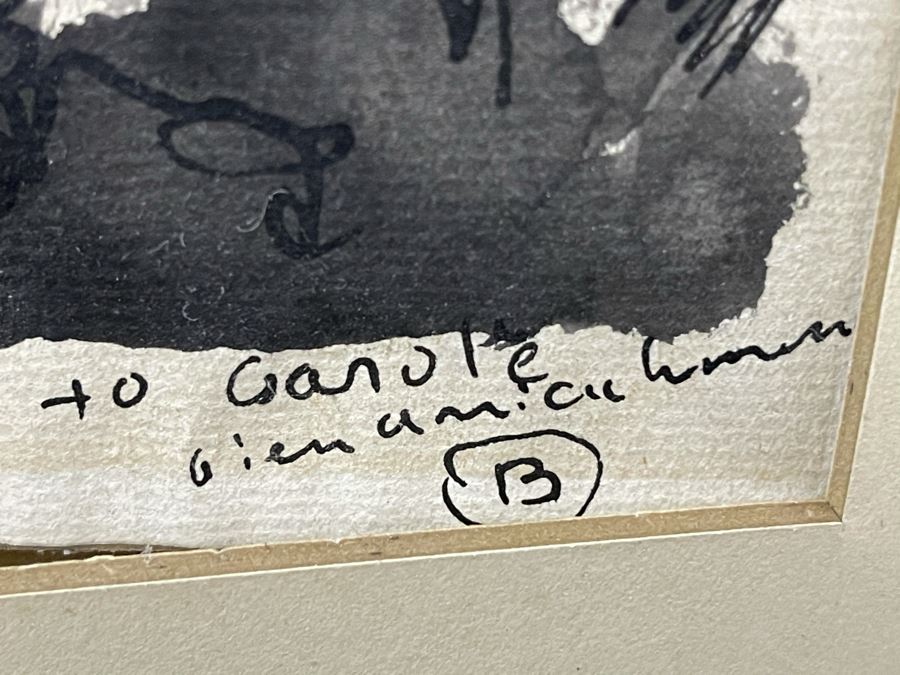 to Carole
bien amicalement
B